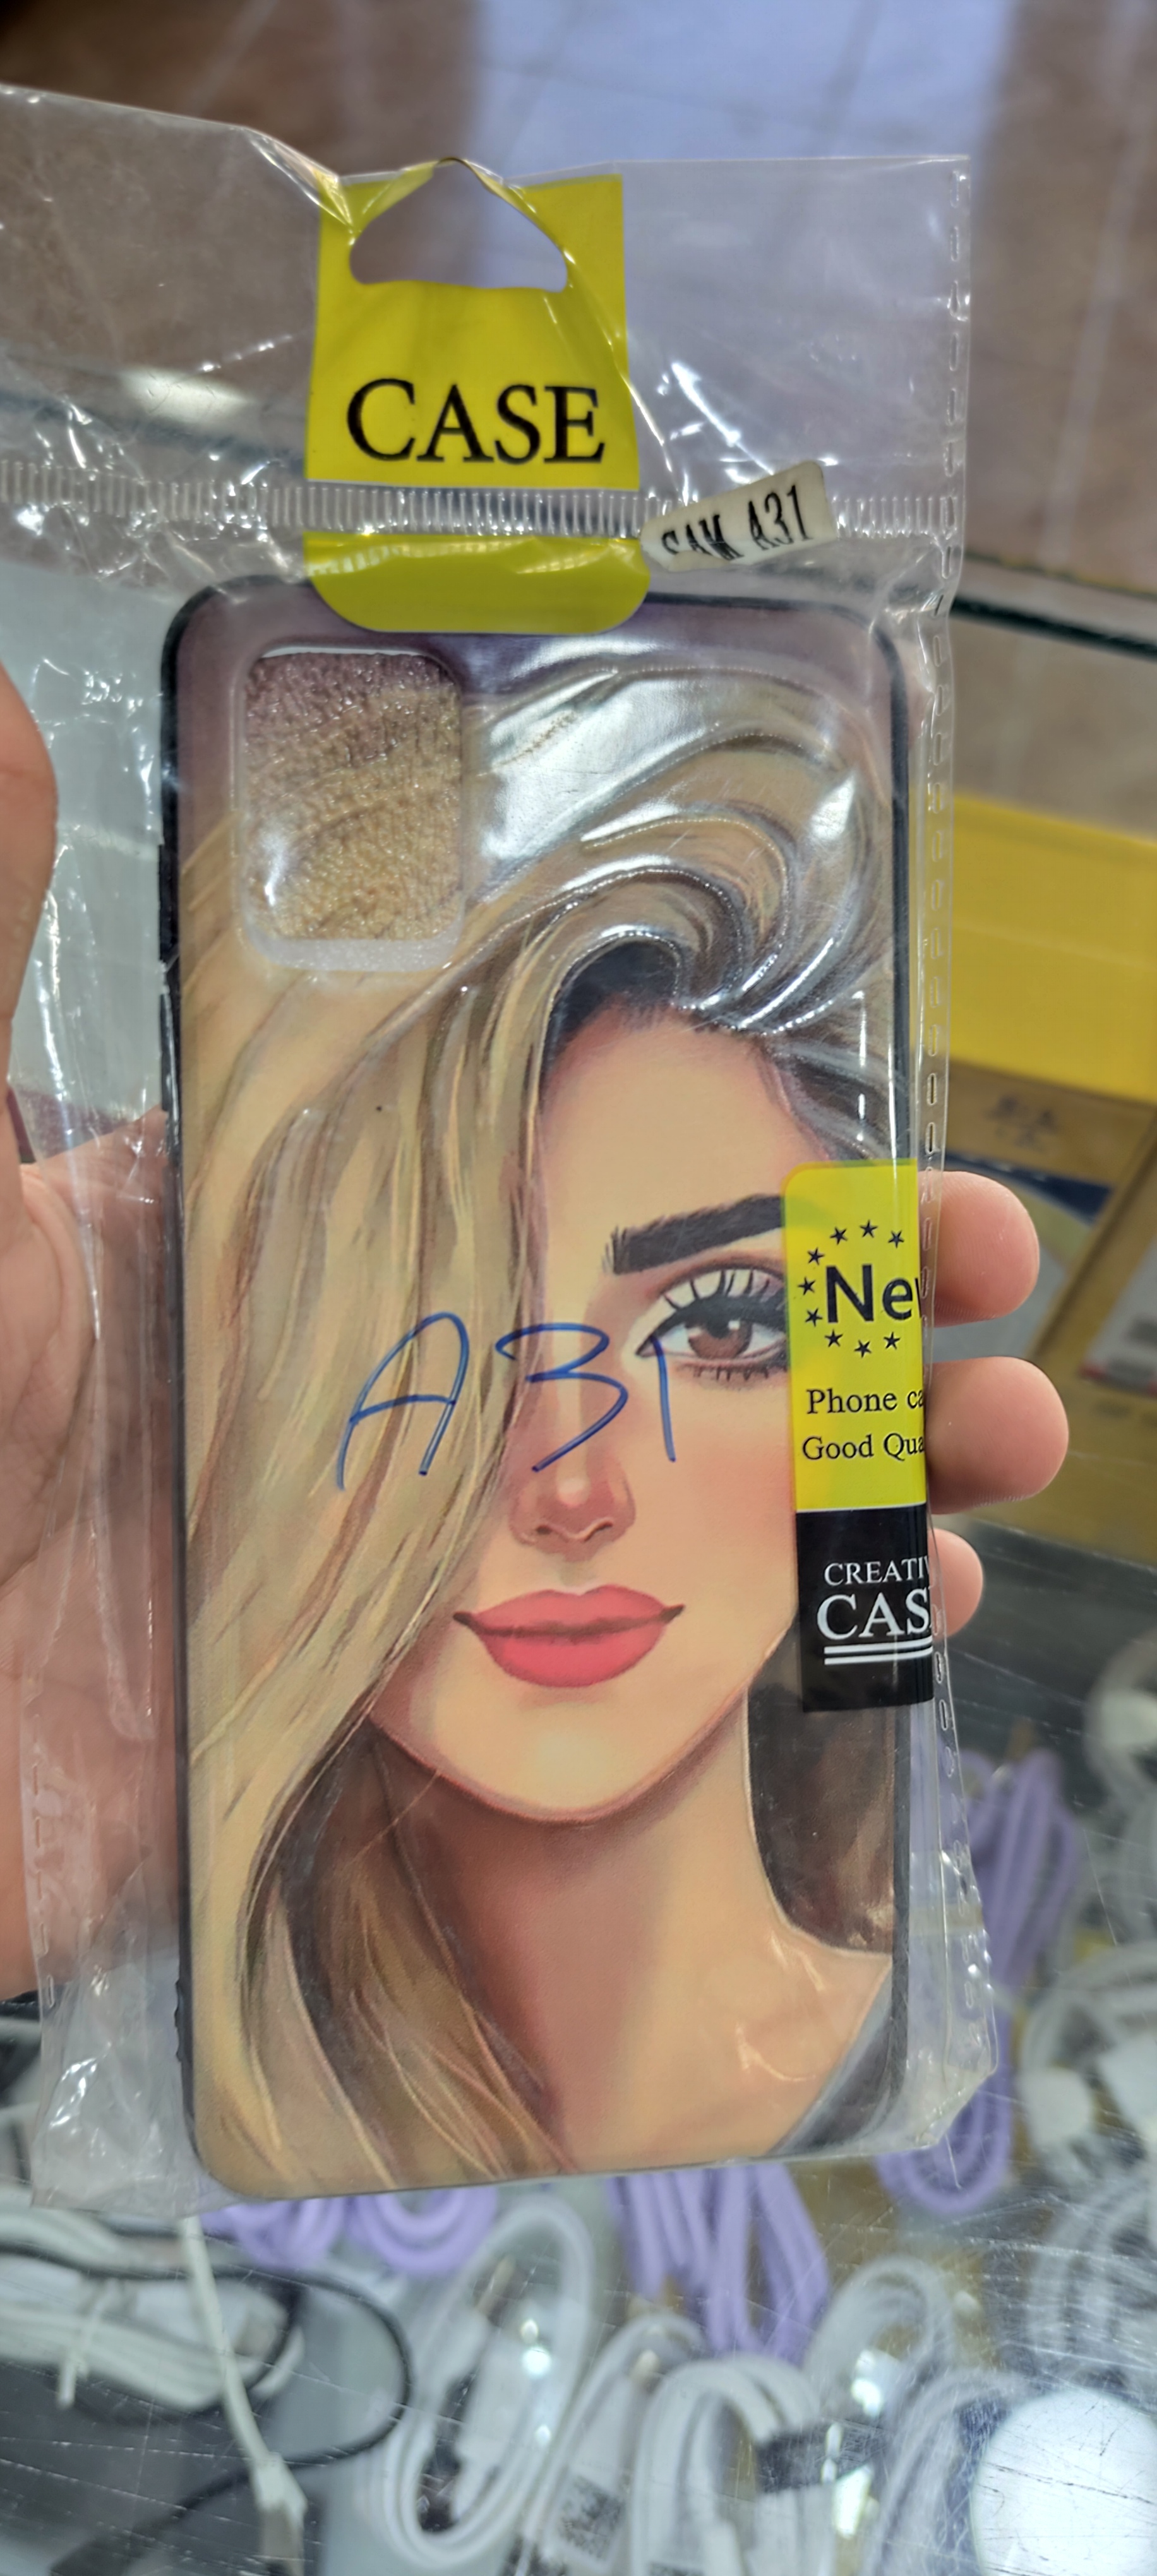 CASE
SAM A31
A31
New
Phone ca
Good Qua
CREATIV
CAS